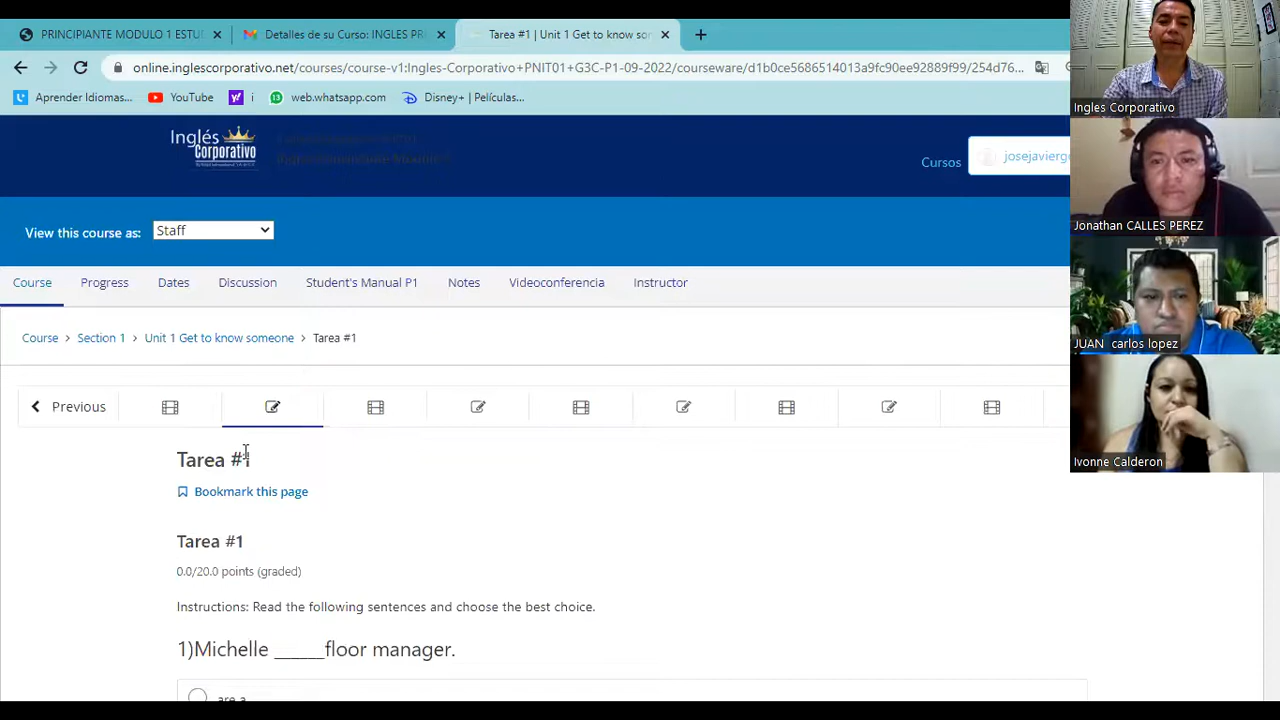 PRINCIPIANTE MODULO 1 ESTU
Detalles de su Curso: INGLES PR
Tarea #1 | Unit 1 Get to know son
online.inglescorporativo.net/courses/course-v1:Ingles-Corporativo+PNIT01+G3C-P1-09-2022/courseware/d1b0ce5686514013a9fc90ee92889f99/254d76...
Aprender Idiomas...
YouTube
i
web.whatsapp.com
Disney+ | Películas,...
Inglés
Corporativo
Cursos
josejaviergo
View this course as:
Staff
Course
Progress
Dates
Discussion
Student's Manual P1
Notes
Videoconferencia
Instructor
Course > Section 1 > Unit 1 Get to know someone > Tarea #1
Previous
Tarea #1
Bookmark this page
Tarea #1
0.0/20.0 points (graded)
Instructions: Read the following sentences and choose the best choice.
1)Michelle ______floor manager.
are a
Ingles Corporativo
Jonathan CALLES PEREZ
JUAN carlos lopez
Ivonne Calderon